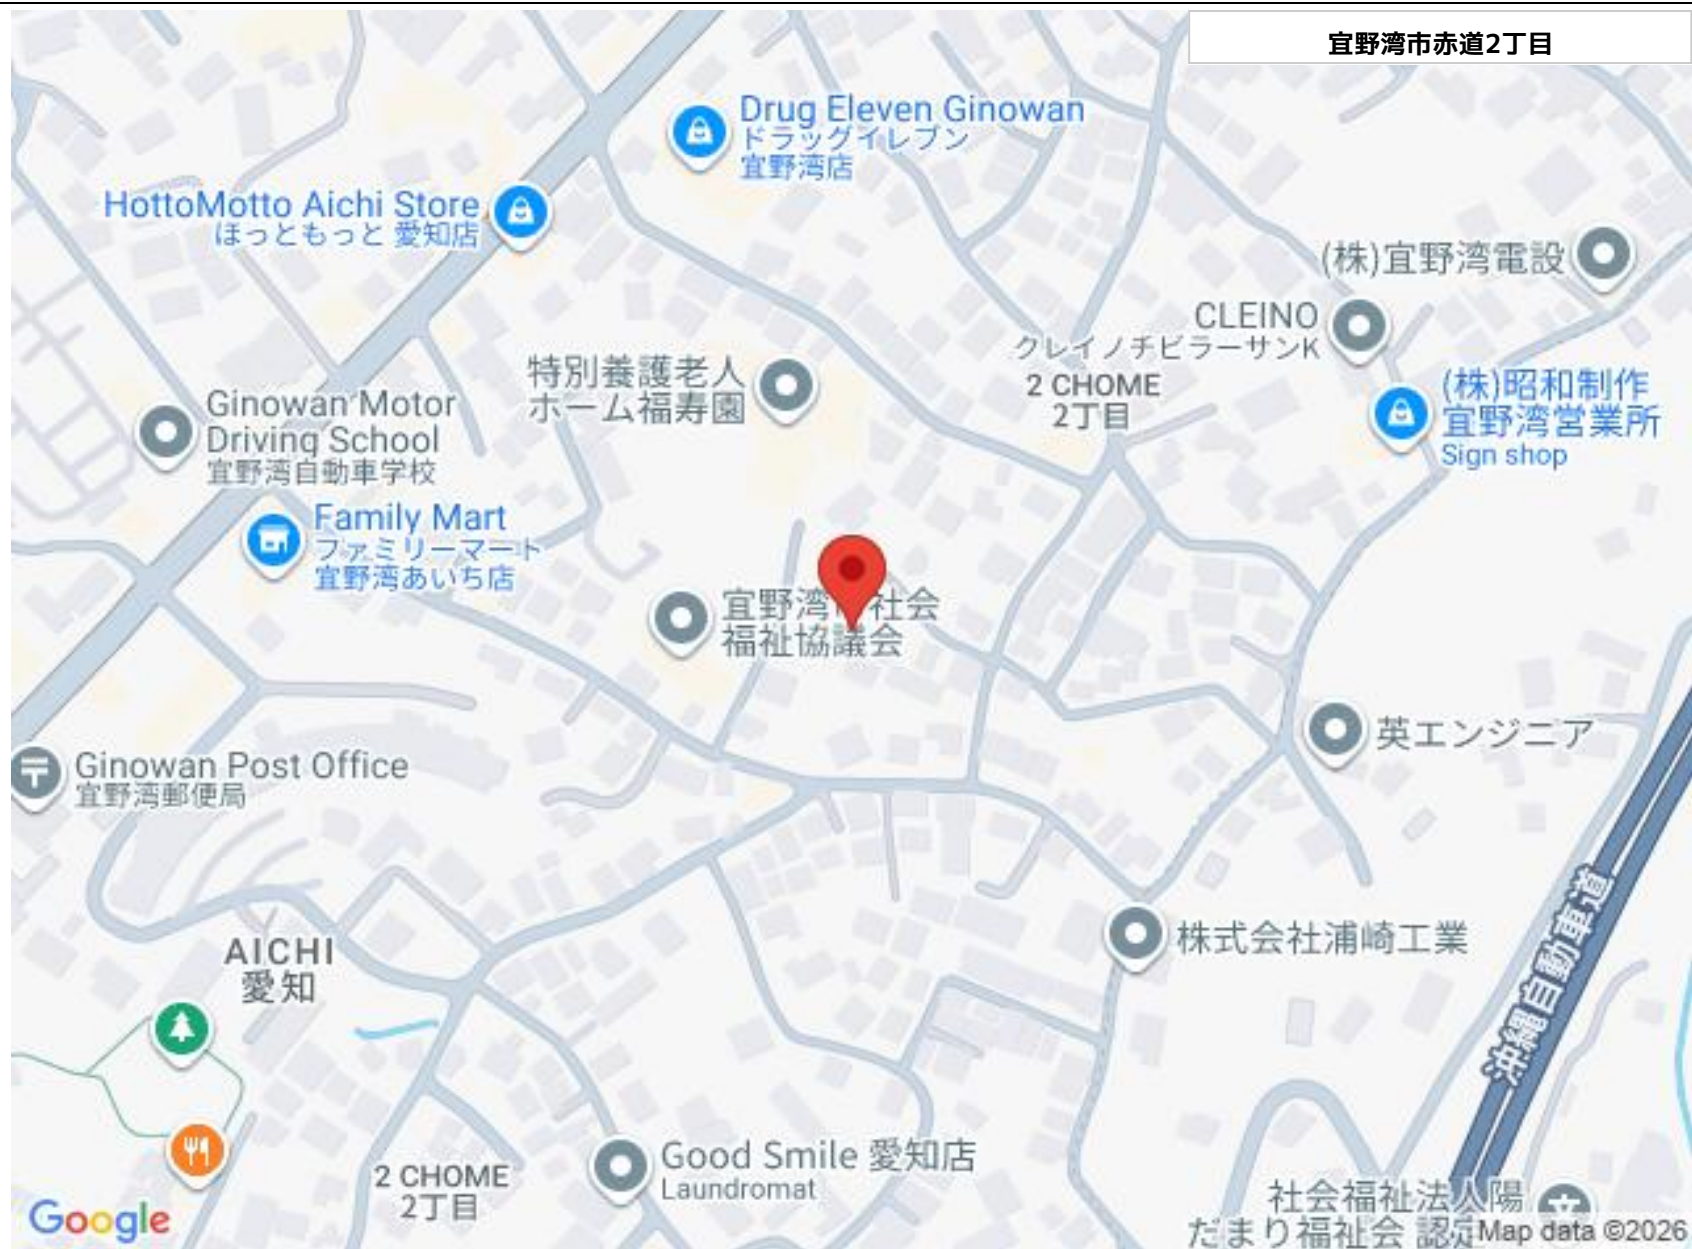 宜野湾市赤道2丁目
Drug Eleven Ginowan
ドラッグイレブン
宜野湾店
HottoMotto Aichi Store
ほっともっと 愛知店
(株)宜野湾電設
CLEINO
クレイノチビラーサンK
2 CHOME
2丁目
特別養護老人
ホーム福寿園
(株)昭和制作
宜野湾営業所
Sign shop
Ginowan Motor
Driving School
宜野湾自動車学校
Family Mart
ファミリーマート
宜野湾あいち店
宜野湾市社会
福祉協議会
英エンジニア
Ginowan Post Office
宜野湾郵便局
株式会社浦崎工業
AICHI
愛知
沖縄自動車道
Good Smile 愛知店
Laundromat
2 CHOME
2丁目
社会福祉法人陽
だまり福祉会 認定
Google
Map data ©2026